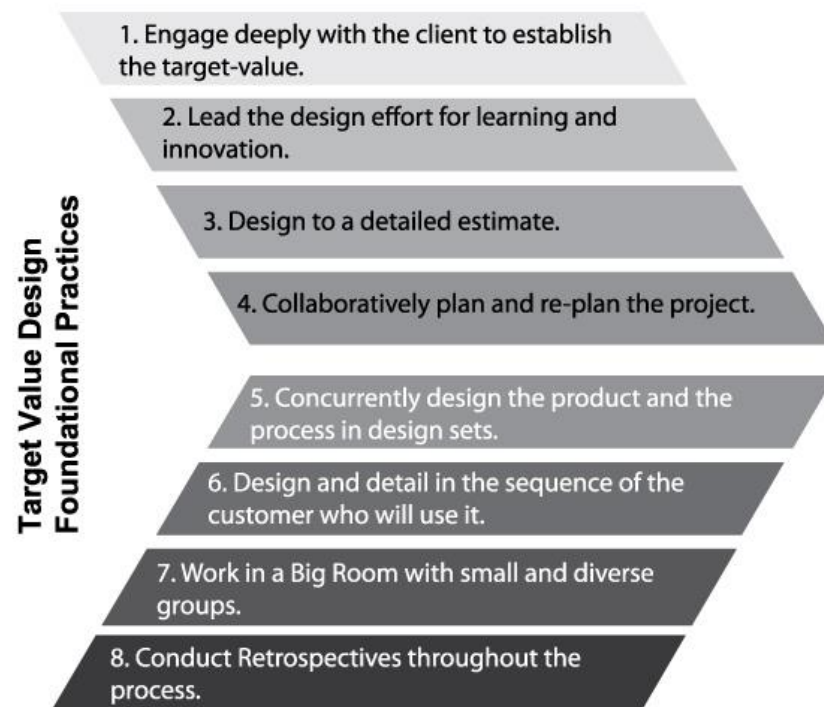 Target Value Design
Foundational Practices
1. Engage deeply with the client to establish
the target-value.
2. Lead the design effort for learning and
innovation.
3. Design to a detailed estimate.
4. Collaboratively plan and re-plan the project.
5. Concurrently design the product and the
process in design sets.
6. Design and detail in the sequence of the
customer who will use it.
7. Work in a Big Room with small and diverse
groups.
8. Conduct Retrospectives throughout the
process.